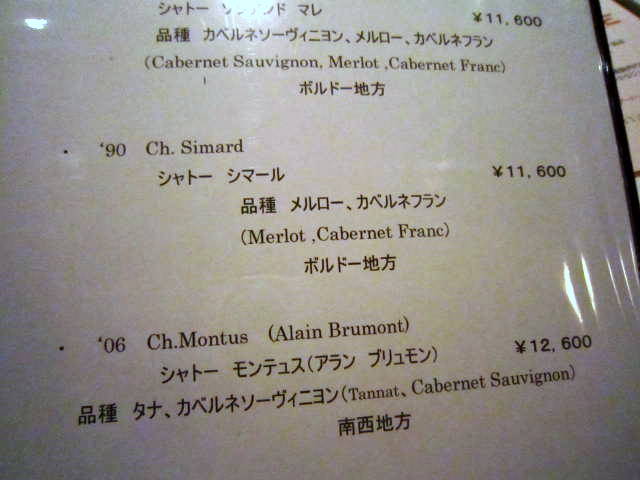 シャトー マレ
¥11,600
品種 カベルネソーヴィニヨン、メルロー、カベルネフラン
(Cabernet Sauvignon, Merlot ,Cabernet Franc)
ボルドー地方
・ '90 Ch. Simard
シャトー シマール ¥11,600
品種 メルロー、カベルネフラン
(Merlot ,Cabernet Franc)
ボルドー地方
・ '06 Ch.Montus (Alain Brumont)
シャトー モンテュス(アラン ブリュモン) ¥12,600
品種 タナ、カベルネソーヴィニヨン(Tannat、Cabernet Sauvignon)
南西地方